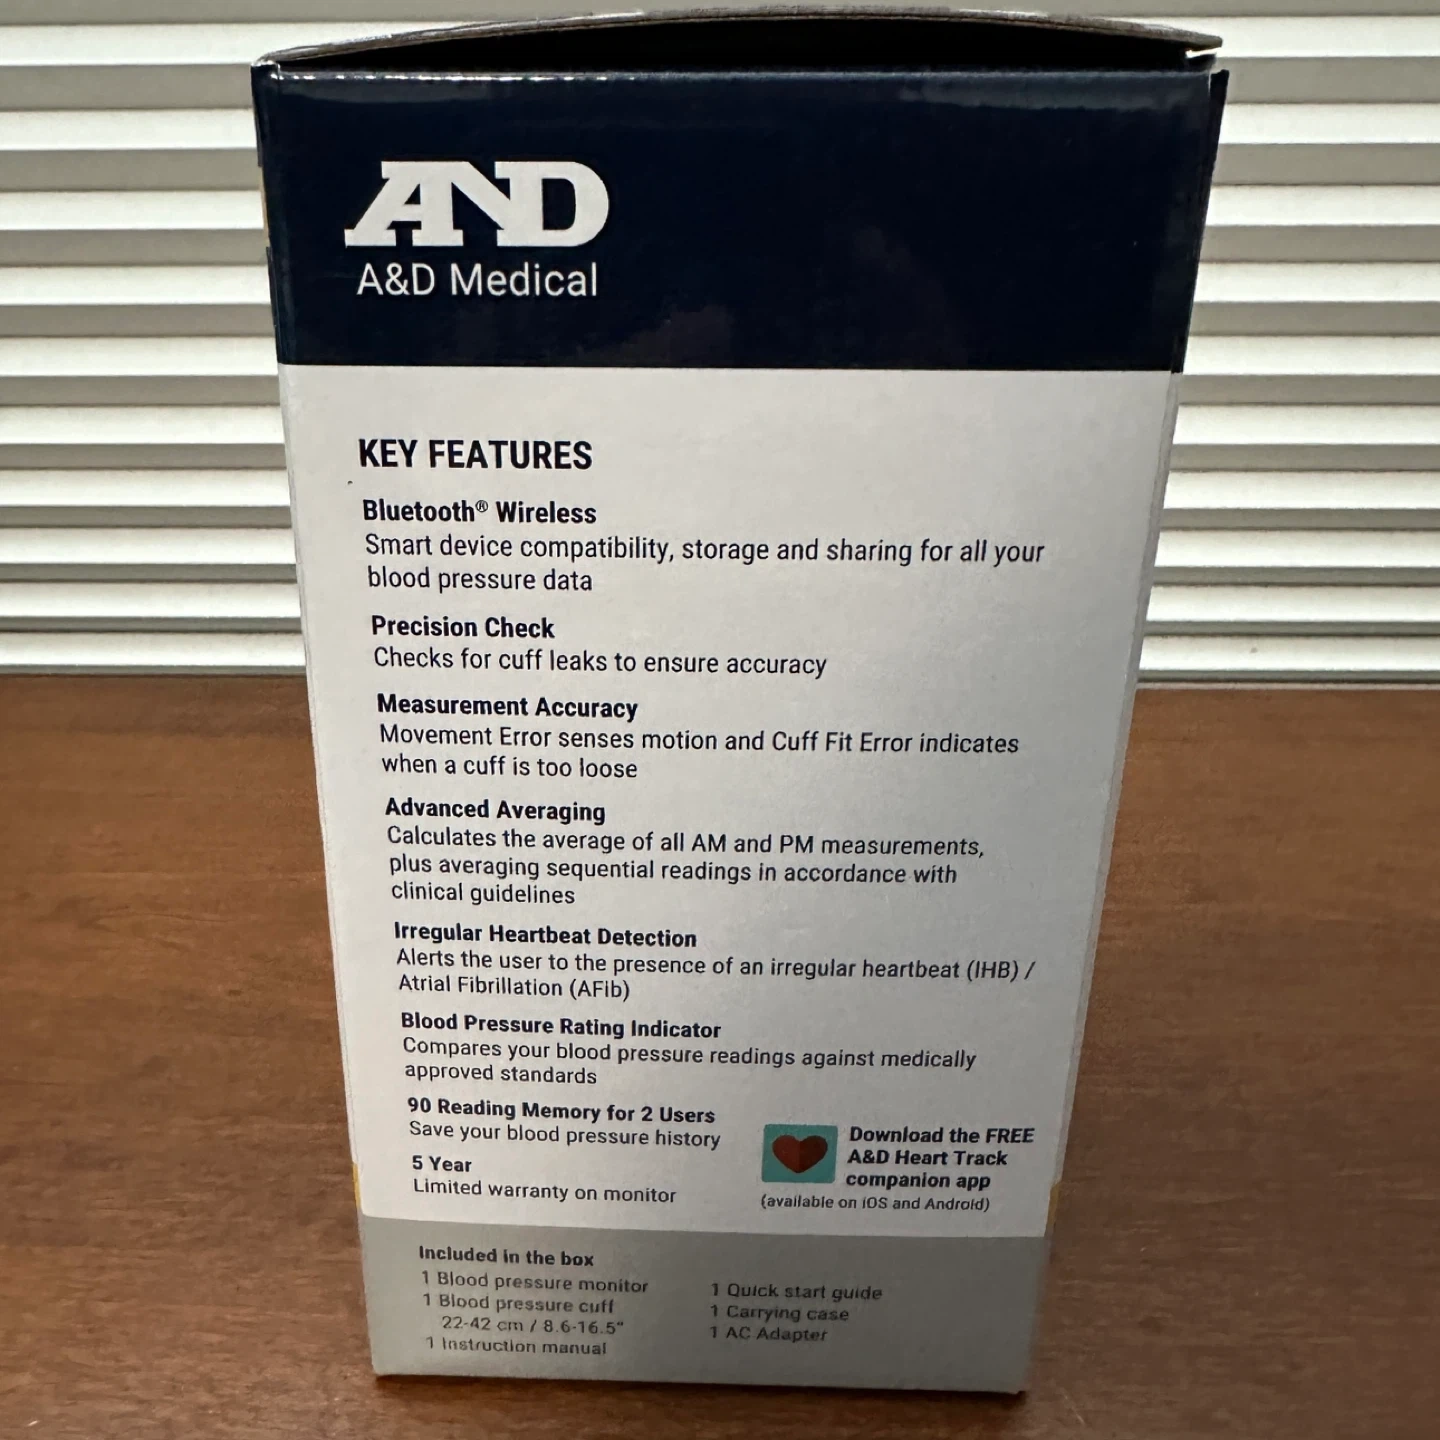 AND
A&D Medical
KEY FEATURES
Bluetooth® Wireless
Smart device compatibility, storage and sharing for all your
blood pressure data
Precision Check
Checks for cuff leaks to ensure accuracy
Measurement Accuracy
Movement Error senses motion and Cuff Fit Error indicates
when a cuff is too loose
Advanced Averaging
Calculates the average of all AM and PM measurements,
plus averaging sequential readings in accordance with
clinical guidelines
Irregular Heartbeat Detection
Alerts the user to the presence of an irregular heartbeat (IHB) /
Atrial Fibrillation (AFib)
Blood Pressure Rating Indicator
Compares your blood pressure readings against medically
approved standards
90 Reading Memory for 2 Users
Save your blood pressure history
5 Year
Limited warranty on monitor
Download the FREE
A&D Heart Track
companion app
(available on iOS and Android)
Included in the box
1 Blood pressure monitor
1 Blood pressure cuff
22-42 cm / 8.6-16.5"
1 Instruction manual
1 Quick start guide
1 Carrying case
1 AC Adapter